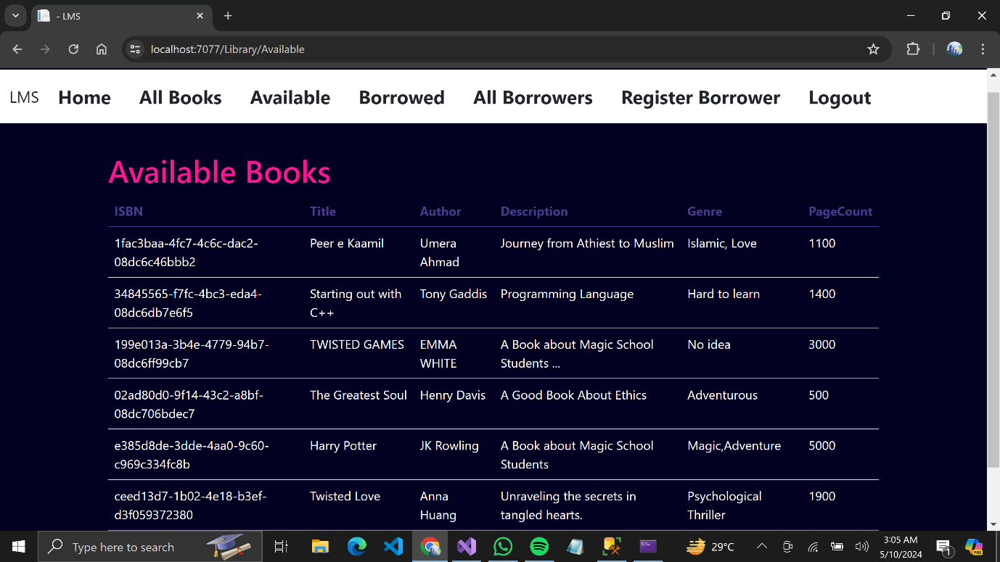 - LMS
localhost:7077/Library/Available
LMS Home All Books Available Borrowed All Borrowers Register Borrower Logout
Available Books
ISBN Title Author Description Genre PageCount
1fac3baa-4fc7-4c6c-dac2- Peer e Kaamil Umera Journey from Athiest to Muslim Islamic, Love 1100
08dc6c46bbb2 Ahmad
34845565-f7fc-4bc3-eda4- Starting out with Tony Gaddis Programming Language Hard to learn 1400
08dc6db7e6f5 C++
199e013a-3b4e-4779-94b7- TWISTED GAMES EMMA A Book about Magic School No idea 3000
08dc6ff99cb7 WHITE Students ...
02ad80d0-9f14-43c2-a8bf- The Greatest Soul Henry Davis A Good Book About Ethics Adventurous 500
08dc706bdec7
e385d8de-3dde-4aa0-9c60- Harry Potter JK Rowling A Book about Magic School Magic,Adventure 5000
c969c334fc8b Students
ceed13d7-1b02-4e18-b3ef- Twisted Love Anna Unraveling the secrets in Psychological 1900
d3f059372380 Huang tangled hearts. Thriller
Type here to search 29°C 3:05 AM
5/10/2024 1 PRE